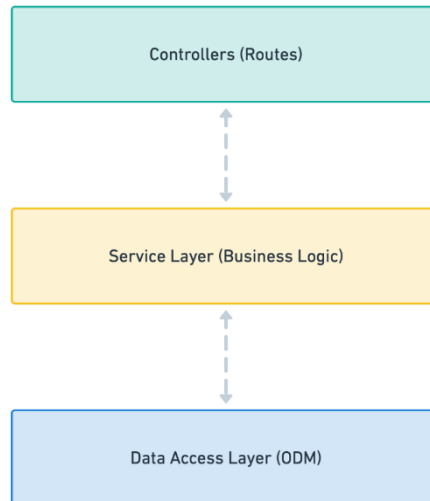 Controllers (Routes)
Service Layer (Business Logic)
Data Access Layer (ODM)